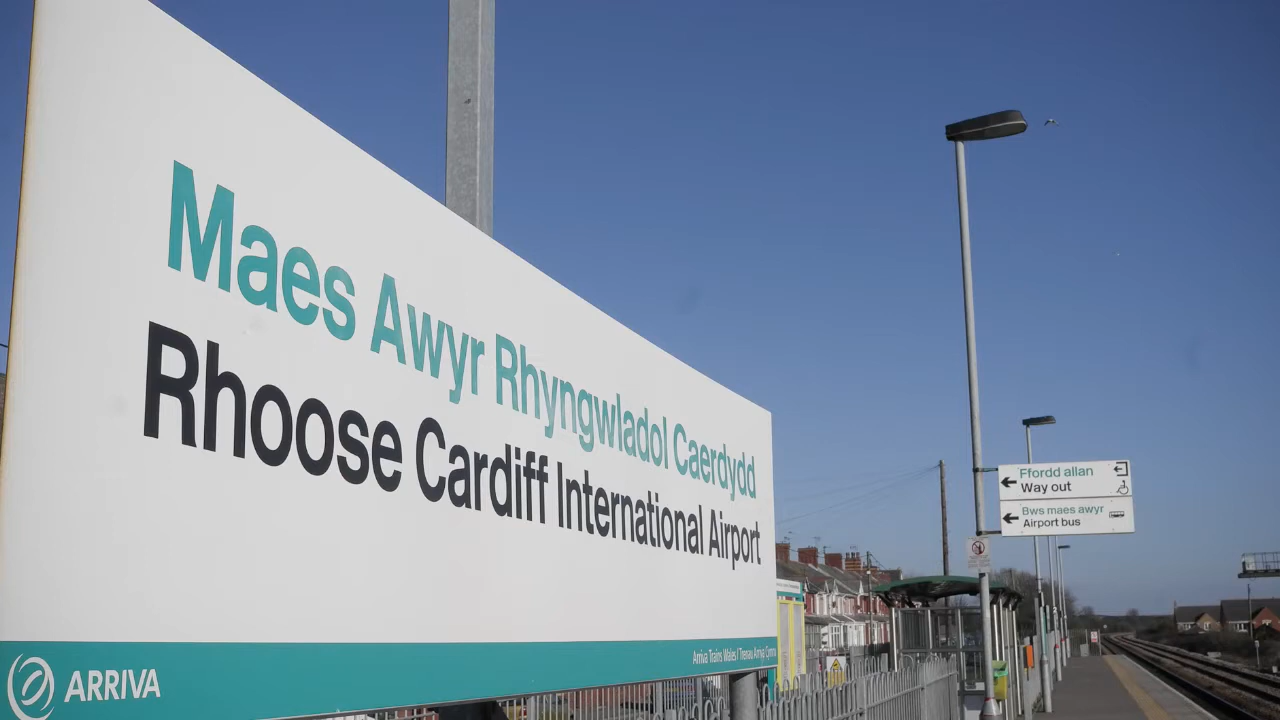 Maes Awyr Rhyngwladol Caerdydd
Rhoose Cardiff International Airport
ARRIVA
Arriva Trains Wales / Trenau Arriva Cymru
Ffordd allan
Way out
Bws maes awyr
Airport bus